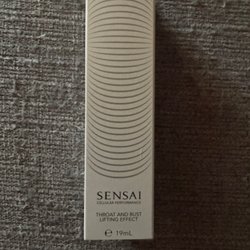 SENSAI
CELLULAR PERFORMANCE
THROAT AND BUST
LIFTING EFFECT
e 19mL